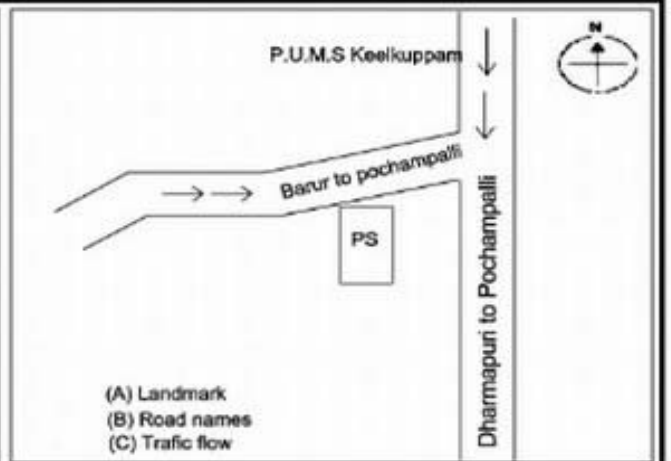 N
P.U.M.S Keelkuppam
Barur to pochampalli
PS
Dharmapuri to Pochampalli
(A) Landmark
(B) Road names
(C) Trafic flow